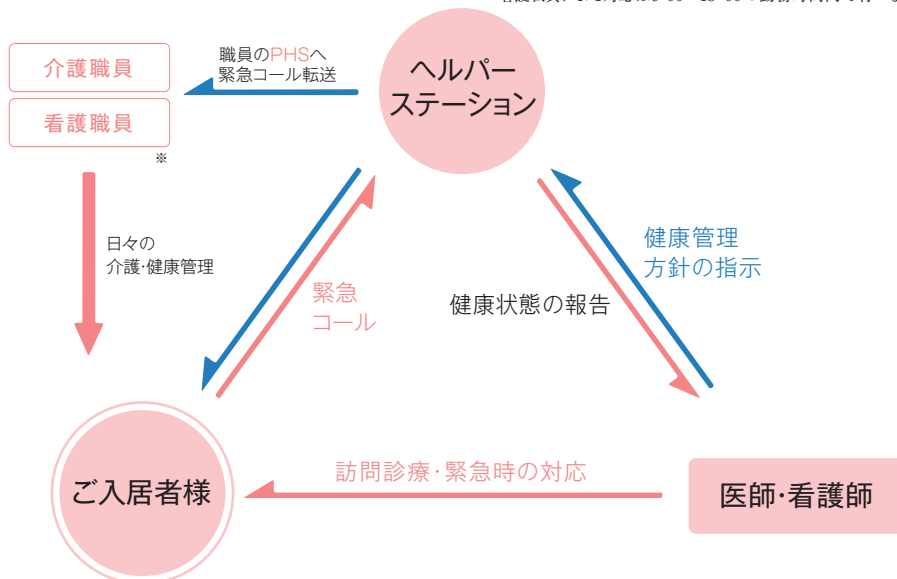 職員のPHSへ
緊急コール転送
ヘルパー
ステーション
介護職員
看護職員
※
日々の
介護・健康管理
緊急
コール
健康状態の報告
健康管理
方針の指示
訪問診療・緊急時の対応
ご入居者様
医師・看護師